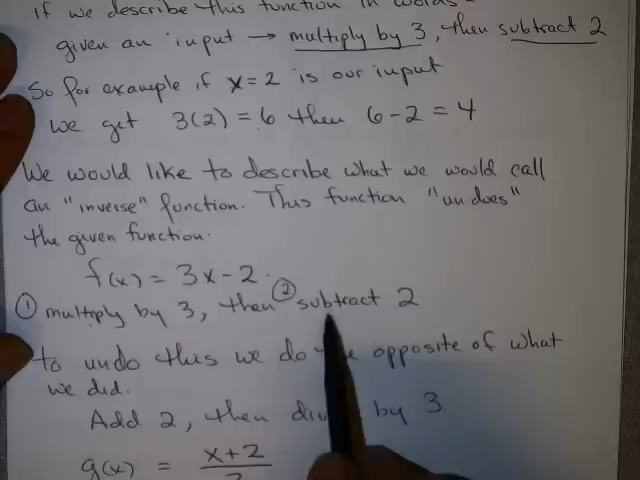 if we describe this function in words
given an input → multiply by 3, then subtract 2
So for example if x=2 is our input
we get 3(2) = 6 then 6-2 = 4
We would like to describe what we would call
an "inverse" function. This function "un does"
the given function.
f(x) = 3x-2.
① multiply by 3, then ② subtract 2
to undo this we do the opposite of what
we did.
Add 2, then div by 3
g(x) = x+2